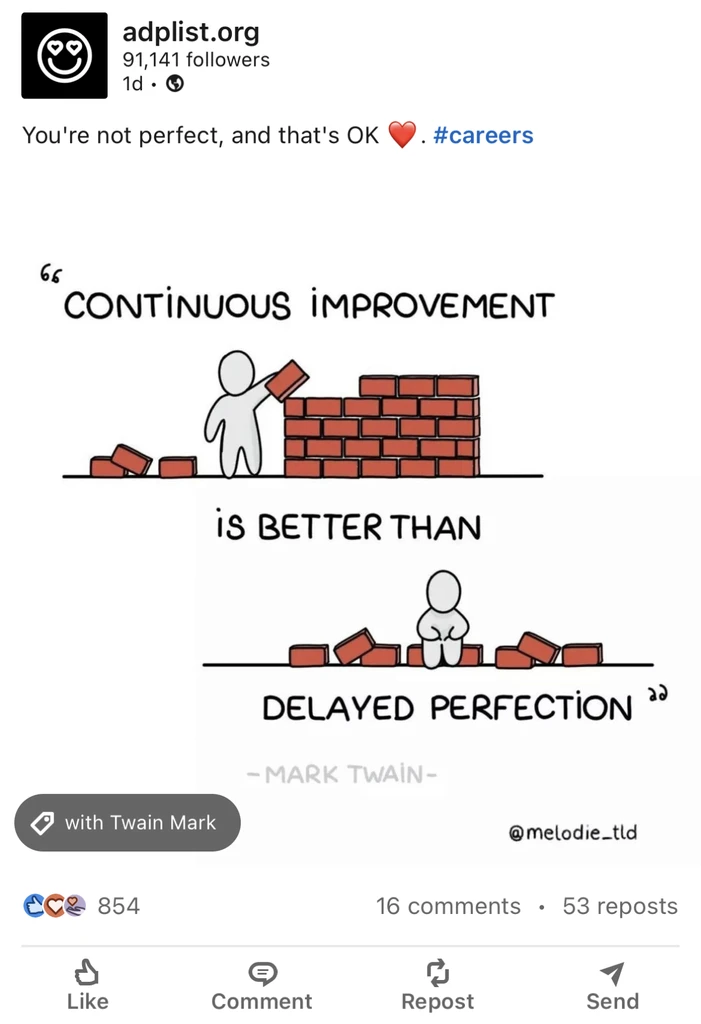 adplist.org
91,141 followers
1d •
You're not perfect, and that's OK ❤️. #careers
“CONTINUOUS IMPROVEMENT
IS BETTER THAN
DELAYED PERFECTION”
-MARK TWAIN-
with Twain Mark
@melodie_tld
854
16 comments • 53 reposts
Like Comment Repost Send